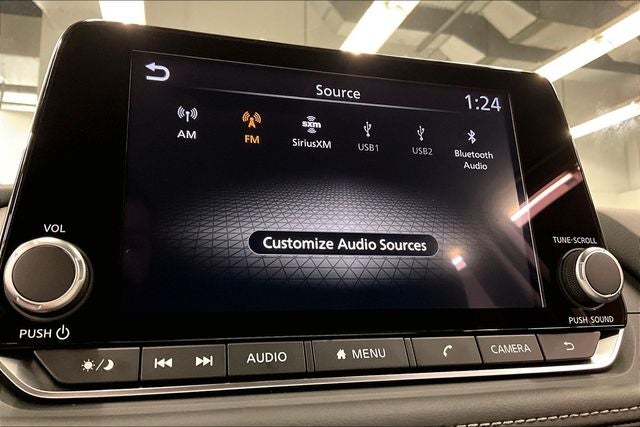 Source
1:24
AM
FM
sxm
SiriusXM
USB1
USB2
Bluetooth
Audio
Customize Audio Sources
VOL
PUSH
TUNE·SCROLL
PUSH SOUND
AUDIO
MENU
CAMERA